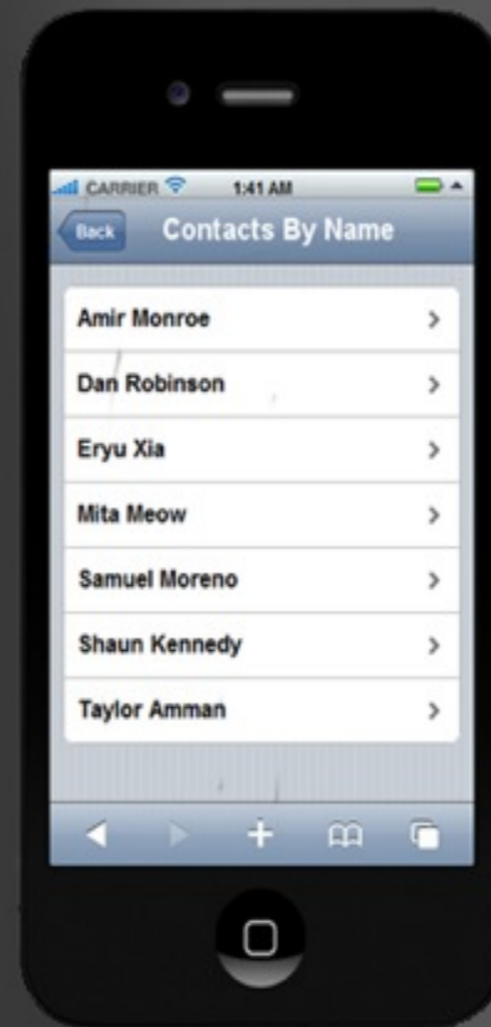 CARRIER 1:41 AM
Back Contacts By Name
Amir Monroe
Dan Robinson
Eryu Xia
Mita Meow
Samuel Moreno
Shaun Kennedy
Taylor Amman